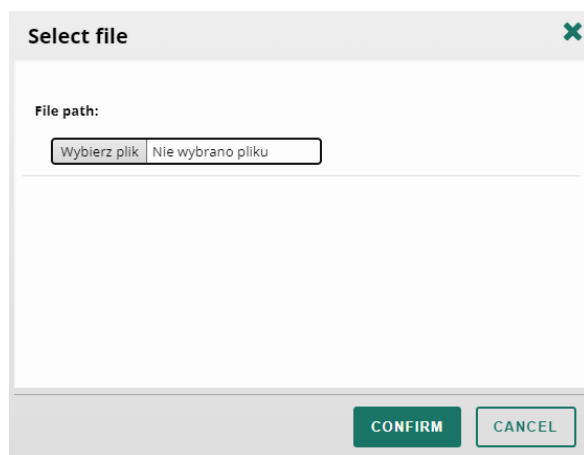 Select file
File path:
Wybierz plik Nie wybrano pliku
CONFIRM CANCEL